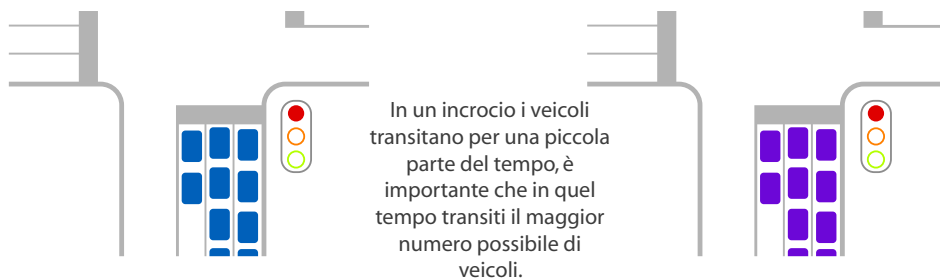 In un incrocio i veicoli
transitano per una piccola
parte del tempo, è
importante che in quel
tempo transiti il maggior
numero possibile di
veicoli.